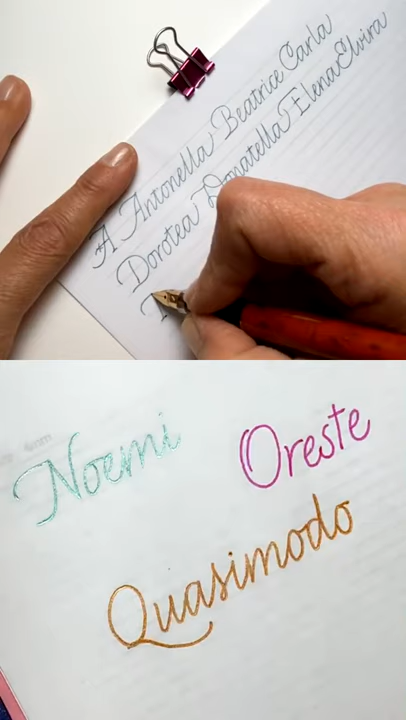 A Antonella Beatrice Carla
Dorotea Donatella Elena Elvira
Noemi
Oreste
Quasimodo